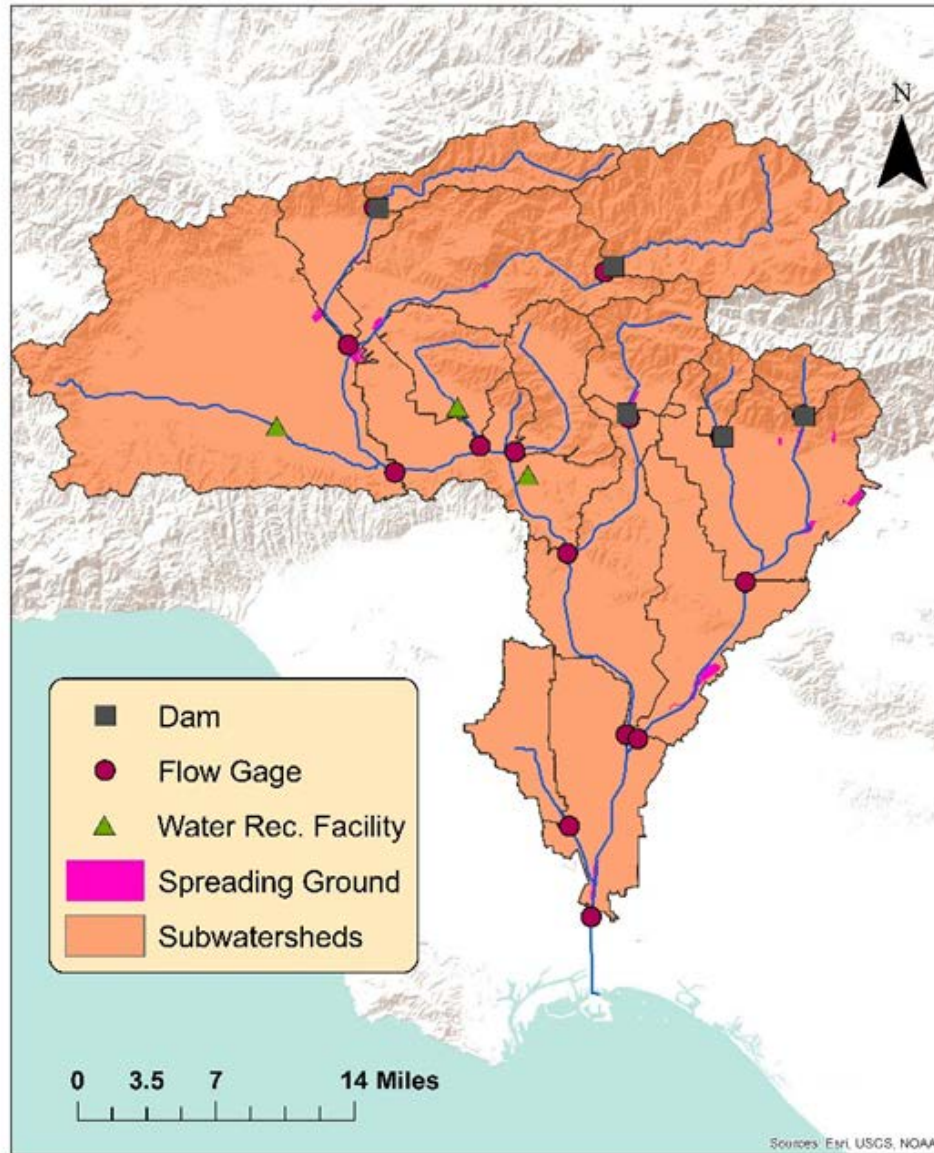 N
Dam
Flow Gage
Water Rec. Facility
Spreading Ground
Subwatersheds
0 3.5 7 14 Miles
Sources: Esri, USGS, NOAA